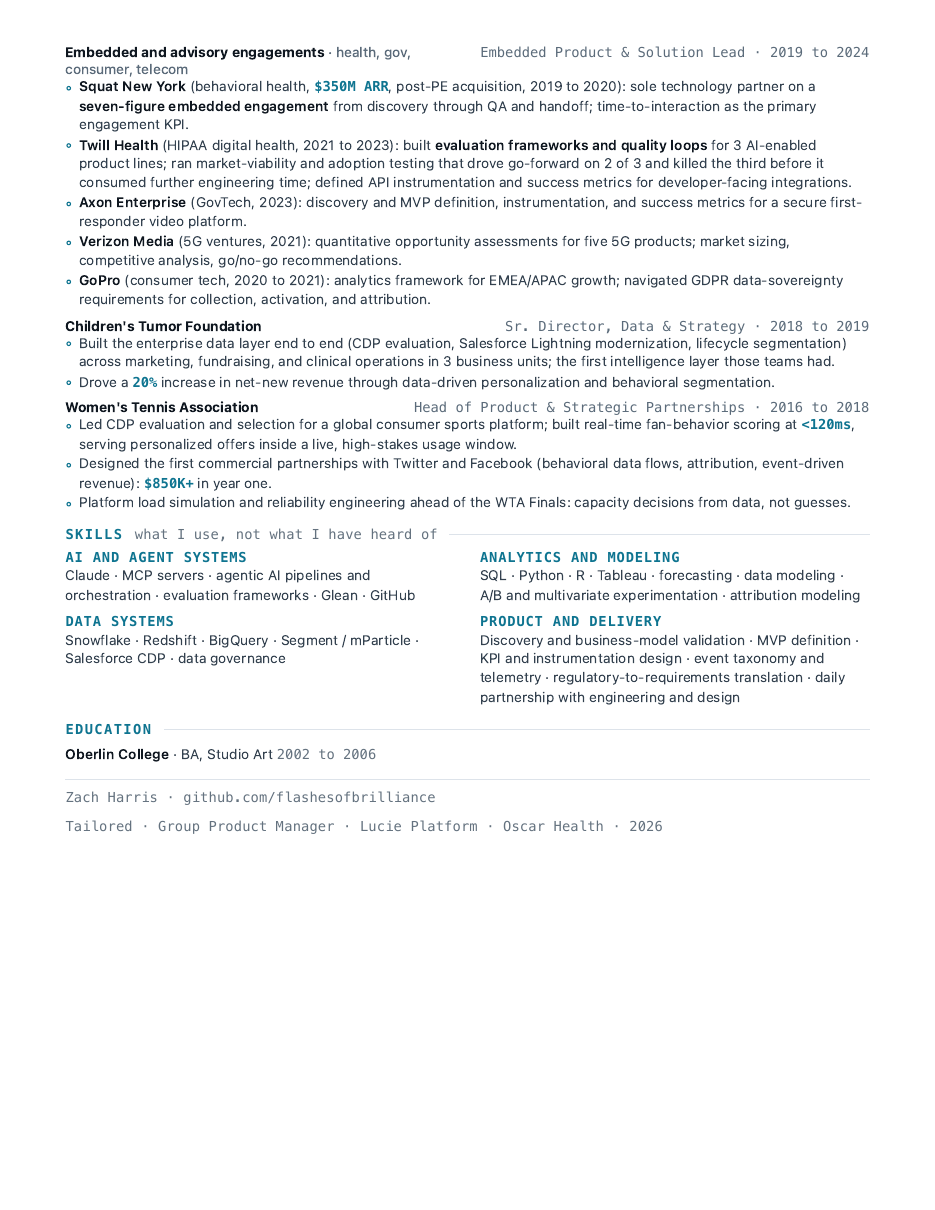 Embedded and advisory engagements · health, gov, consumer, telecom
Embedded Product & Solution Lead · 2019 to 2024
Squat New York (behavioral health, $350M ARR, post-PE acquisition, 2019 to 2020): sole technology partner on a
seven-figure embedded engagement from discovery through QA and handoff; time-to-interaction as the primary
engagement KPI.
Twill Health (HIPAA digital health, 2021 to 2023): built evaluation frameworks and quality loops for 3 AI-enabled
product lines; ran market-viability and adoption testing that drove go-forward on 2 of 3 and killed the third before it
consumed further engineering time; defined API instrumentation and success metrics for developer-facing integrations.
Axon Enterprise (GovTech, 2023): discovery and MVP definition, instrumentation, and success metrics for a secure first-
responder video platform.
Verizon Media (5G ventures, 2021): quantitative opportunity assessments for five 5G products; market sizing,
competitive analysis, go/no-go recommendations.
GoPro (consumer tech, 2020 to 2021): analytics framework for EMEA/APAC growth; navigated GDPR data-sovereignty
requirements for collection, activation, and attribution.
Children's Tumor Foundation
Sr. Director, Data & Strategy · 2018 to 2019
Built the enterprise data layer end to end (CDP evaluation, Salesforce Lightning modernization, lifecycle segmentation)
across marketing, fundraising, and clinical operations in 3 business units; the first intelligence layer those teams had.
Drove a 20% increase in net-new revenue through data-driven personalization and behavioral segmentation.
Women's Tennis Association
Head of Product & Strategic Partnerships · 2016 to 2018
Led CDP evaluation and selection for a global consumer sports platform; built real-time fan-behavior scoring at <120ms,
serving personalized offers inside a live, high-stakes usage window.
Designed the first commercial partnerships with Twitter and Facebook (behavioral data flows, attribution, event-driven
revenue): $850K+ in year one.
Platform load simulation and reliability engineering ahead of the WTA Finals: capacity decisions from data, not guesses.
SKILLS what I use, not what I have heard of
AI AND AGENT SYSTEMS
Claude · MCP servers · agentic AI pipelines and
orchestration · evaluation frameworks · Glean · GitHub
ANALYTICS AND MODELING
SQL · Python · R · Tableau · forecasting · data modeling ·
A/B and multivariate experimentation · attribution modeling
DATA SYSTEMS
Snowflake · Redshift · BigQuery · Segment / mParticle ·
Salesforce CDP · data governance
PRODUCT AND DELIVERY
Discovery and business-model validation · MVP definition ·
KPI and instrumentation design · event taxonomy and
telemetry · regulatory-to-requirements translation · daily
partnership with engineering and design
EDUCATION
Oberlin College · BA, Studio Art 2002 to 2006
Zach Harris · github.com/flashesofbrilliance
Tailored · Group Product Manager · Lucie Platform · Oscar Health · 2026